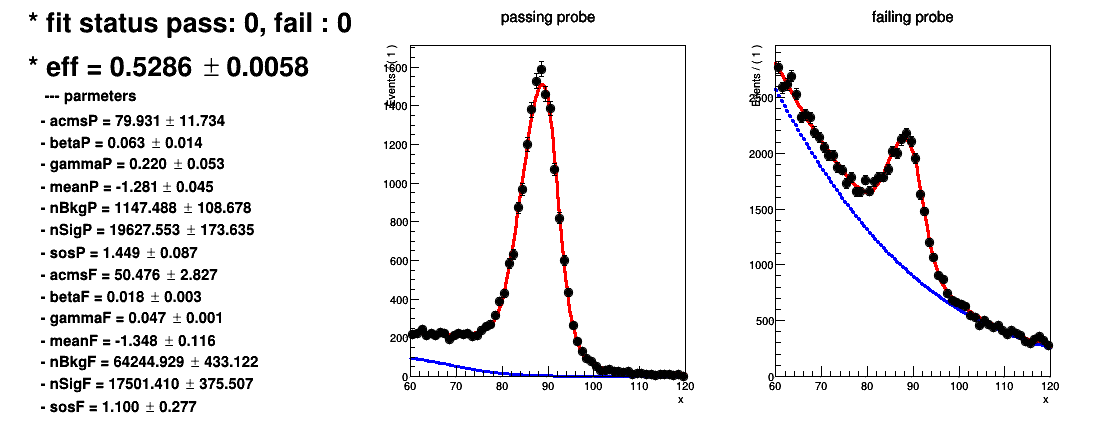 * fit status pass: 0, fail : 0
* eff = 0.5286 ± 0.0058
--- parmeters
- acmsP = 79.931 ± 11.734
- betaP = 0.063 ± 0.014
- gammaP = 0.220 ± 0.053
- meanP = -1.281 ± 0.045
- nBkgP = 1147.488 ± 108.678
- nSigP = 19627.553 ± 173.635
- sosP = 1.449 ± 0.087
- acmsF = 50.476 ± 2.827
- betaF = 0.018 ± 0.003
- gammaF = 0.047 ± 0.001
- meanF = -1.348 ± 0.116
- nBkgF = 64244.929 ± 433.122
- nSigF = 17501.410 ± 375.507
- sosF = 1.100 ± 0.277
passing probe
Events / ( 1 )
1600
1400
1200
1000
800
600
400
200
0
60 70 80 90 100 110 120
x
failing probe
Events / ( 1 )
2500
2000
1500
1000
500
0
60 70 80 90 100 110 120
x